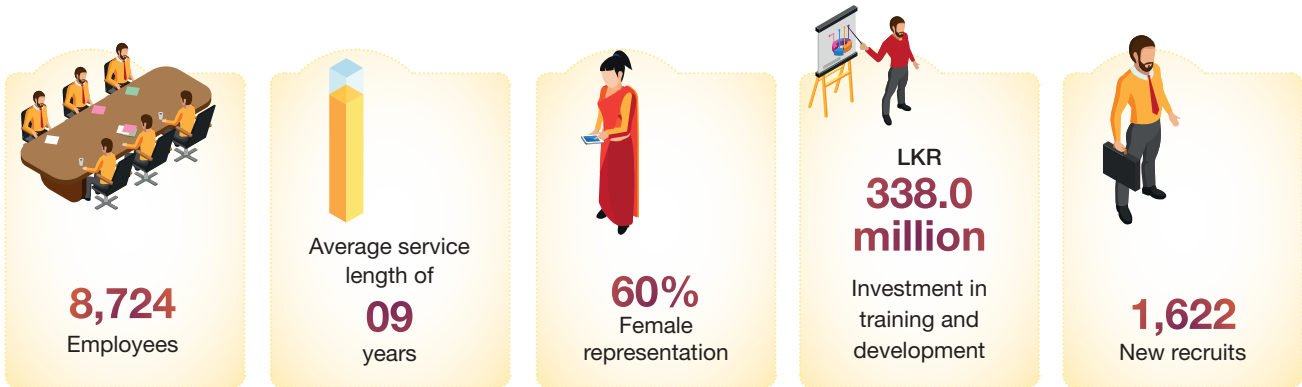 8,724
Employees
Average service
length of
09
years
60%
Female
representation
LKR
338.0
million
Investment in
training and
development
1,622
New recruits